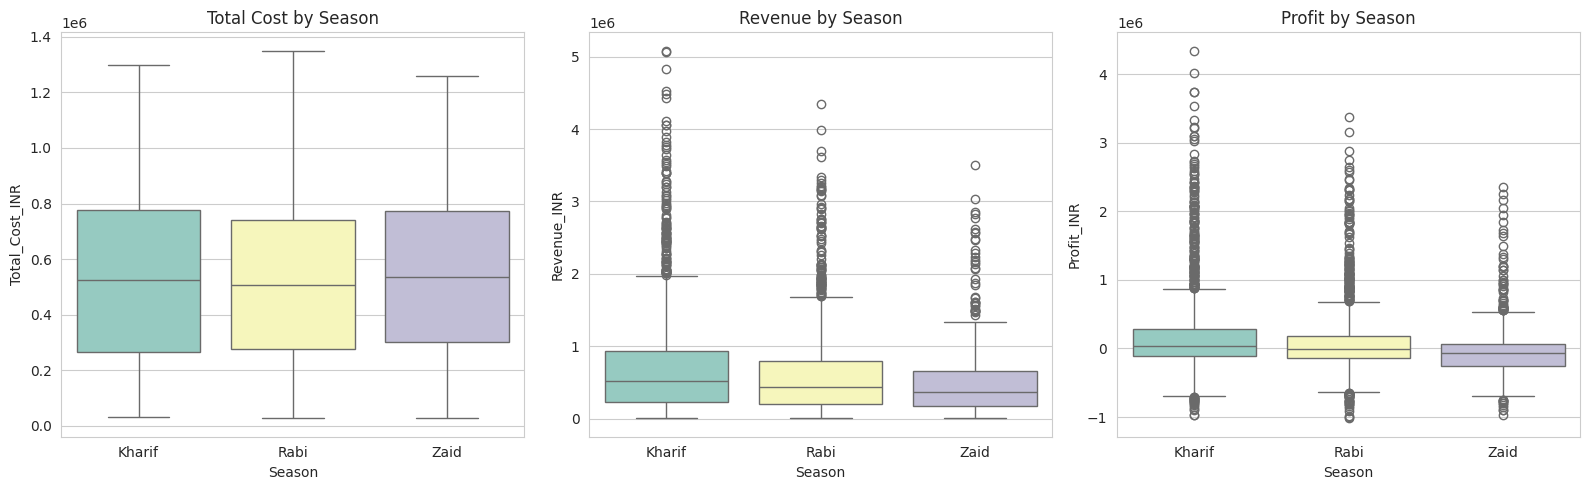 Total Cost by Season
1e6
1.4
1.2
1.0
0.8
0.6
0.4
0.2
0.0
Total_Cost_INR
Kharif
Rabi
Zaid
Season
Revenue by Season
1e6
5
4
3
2
1
0
Revenue_INR
Kharif
Rabi
Zaid
Season
Profit by Season
1e6
4
3
2
1
0
−1
Profit_INR
Kharif
Rabi
Zaid
Season